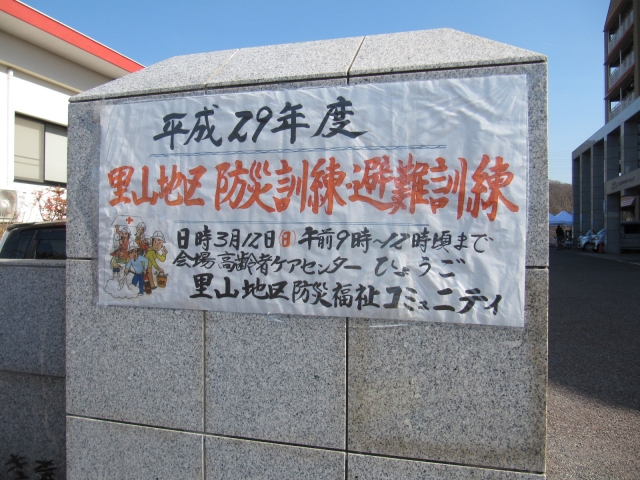 平成29年度
里山地区 防災訓練・避難訓練
日時3月12日(日)午前9時~12時頃まで
会場 高齢者ケアセンター ひょうご
里山地区防災福祉コミュニティ